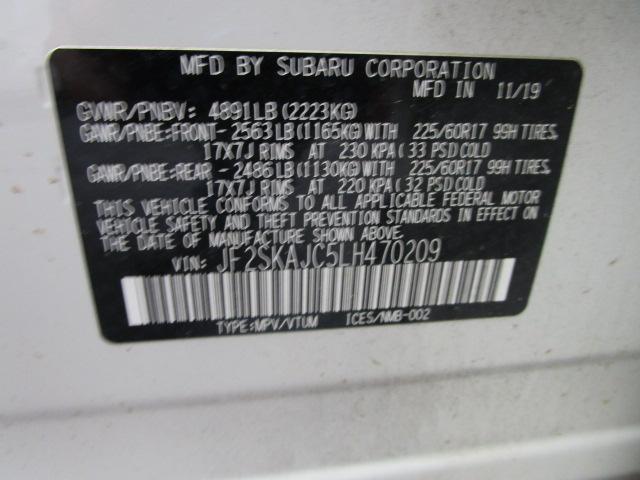 MFD BY SUBARU CORPORATION
MFD IN 11/19
GVWR/PNBV: 4891LB(2223KG)
GAWR/PNBE:FRONT-2563LB(1165KG)WITH 225/60R17 99H TIRES,
17X7J RIMS AT 230 KPA(33 PSI)COLD
GAWR/PNBE:REAR -2486LB(1130KG)WITH 225/60R17 99H TIRES,
17X7J RIMS AT 220 KPA(32 PSI)COLD
THIS VEHICLE CONFORMS TO ALL APPLICABLE FEDERAL MOTOR
VEHICLE SAFETY AND THEFT PREVENTION STANDARDS IN EFFECT ON
THE DATE OF MANUFACTURE SHOWN ABOVE.
VIN: JF2SKAJC5LH470209
TYPE:MPV/VTUM ICES/NMB-002